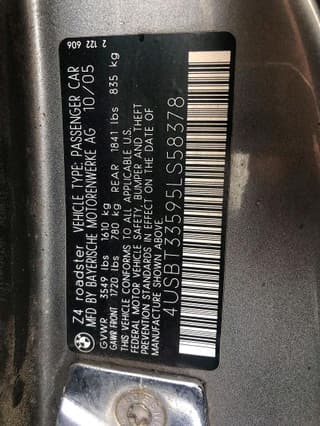 Z4 roadster VEHICLE TYPE: PASSENGER CAR 2 122 606
MFD BY BAYERISCHE MOTORENWERKE AG 10/05
GVWR 3549 lbs 1610 kg
GAWR FRONT 1720 lbs 780 kg REAR 1841 lbs 835 kg
THIS VEHICLE CONFORMS TO ALL APPLICABLE U.S.
FEDERAL MOTOR VEHICLE SAFETY, BUMPER AND THEFT
PREVENTION STANDARDS IN EFFECT ON THE DATE OF
MANUFACTURE SHOWN ABOVE.
4USBT33595LS58378